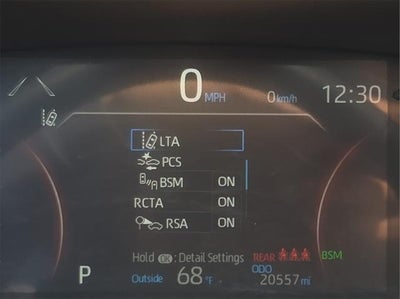 0 MPH 0 km/h 12:30
LTA
PCS
BSM ON
RCTA ON
RSA ON
Hold OK : Detail Settings REAR BSM
P Outside 68 °F ODO 20557 mi